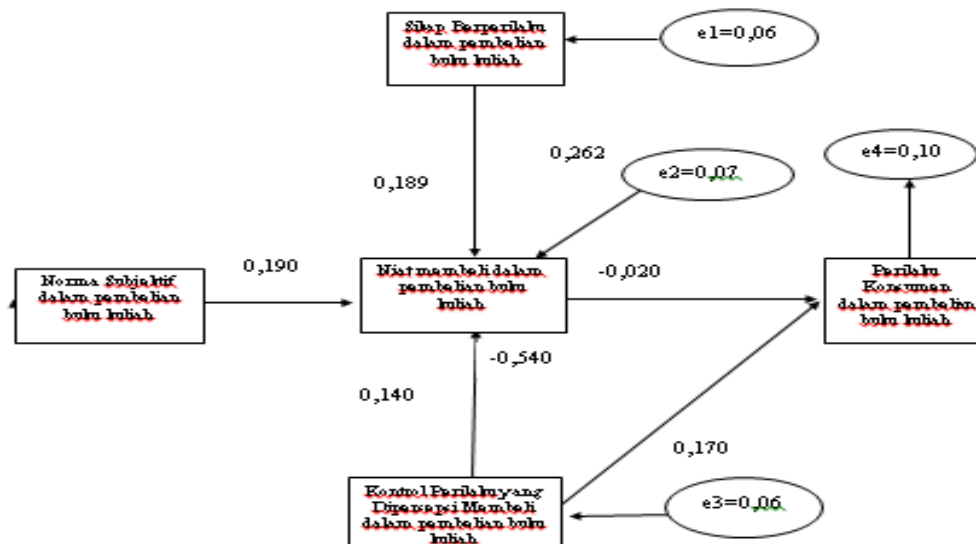 Sikap Berperilaku
dalam pembelian
buku kuliah
e1=0,06
0,262
e4=0,10
0,189
e2=0,07
Norma Subjektif
dalam pembelian
buku kuliah
0,190
Niat membeli dalam
pembelian buku
kuliah
-0,020
Perilaku
Konsumen
dalam pembelian
buku kuliah
-0,540
0,140
0,170
Kontrol Perilaku yang
Dipersepsi Membeli
dalam pembelian buku
kuliah
e3=0,06